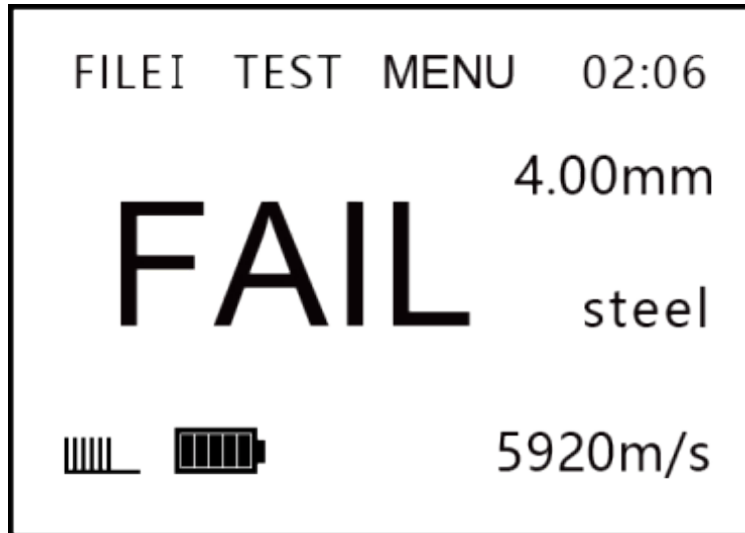 FILEI TEST MENU 02:06
4.00mm
FAIL
steel
5920m/s